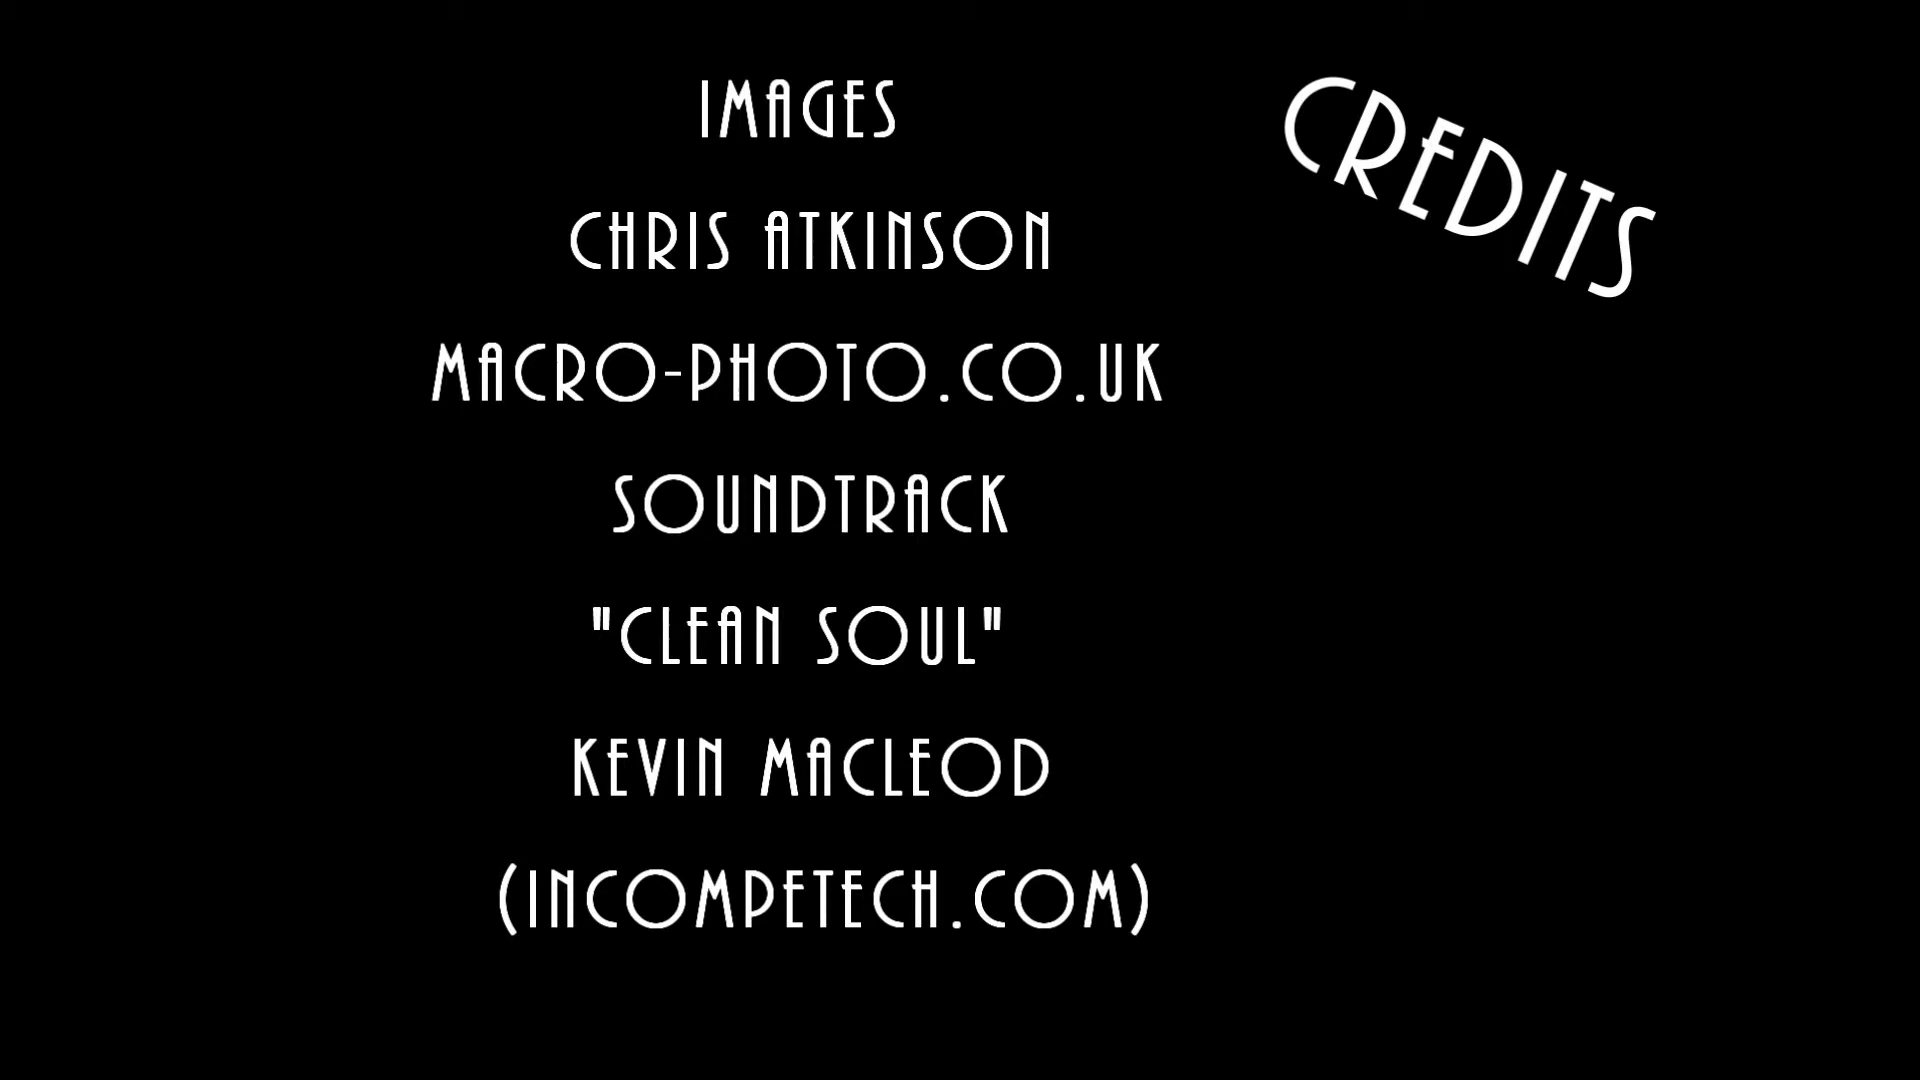 CREDITS
IMAGES
CHRIS ATKINSON
MACRO-PHOTO.CO.UK
SOUNDTRACK
"CLEAN SOUL"
KEVIN MACLEOD
(INCOMPETECH.COM)